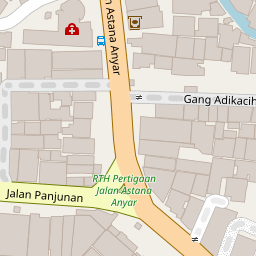 n Astana Anyar
Gang Adikacih
RTH Pertigaan
Jalan Astana
Anyar
Jalan Panjunan